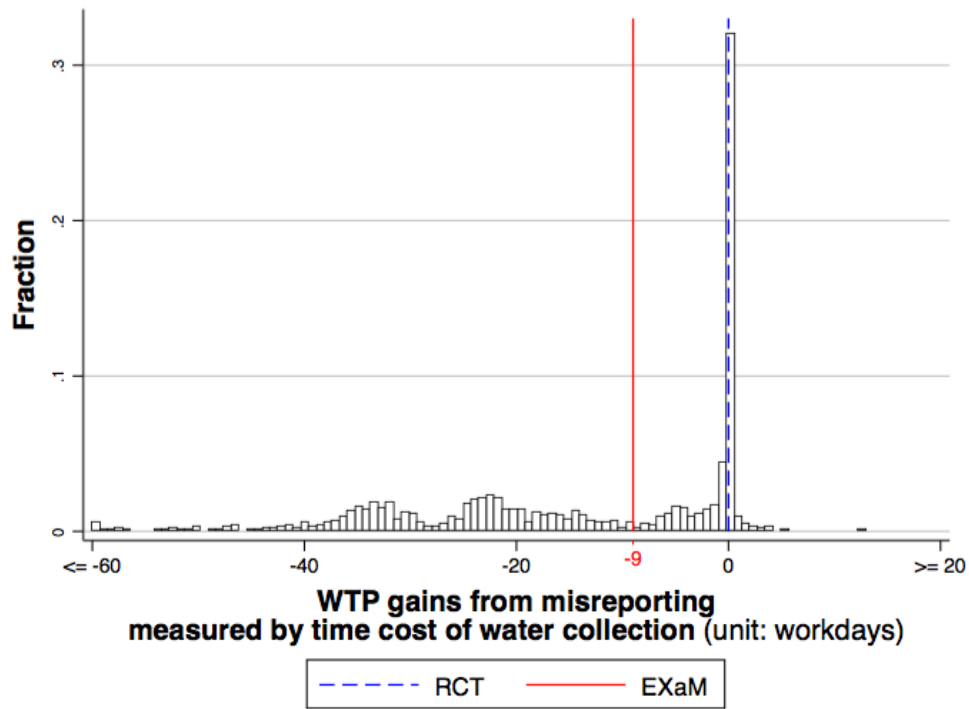 Fraction
.3
.2
.1
0
<= -60
-40
-20
-9
0
>= 20
WTP gains from misreporting
measured by time cost of water collection (unit: workdays)
RCT
EXaM